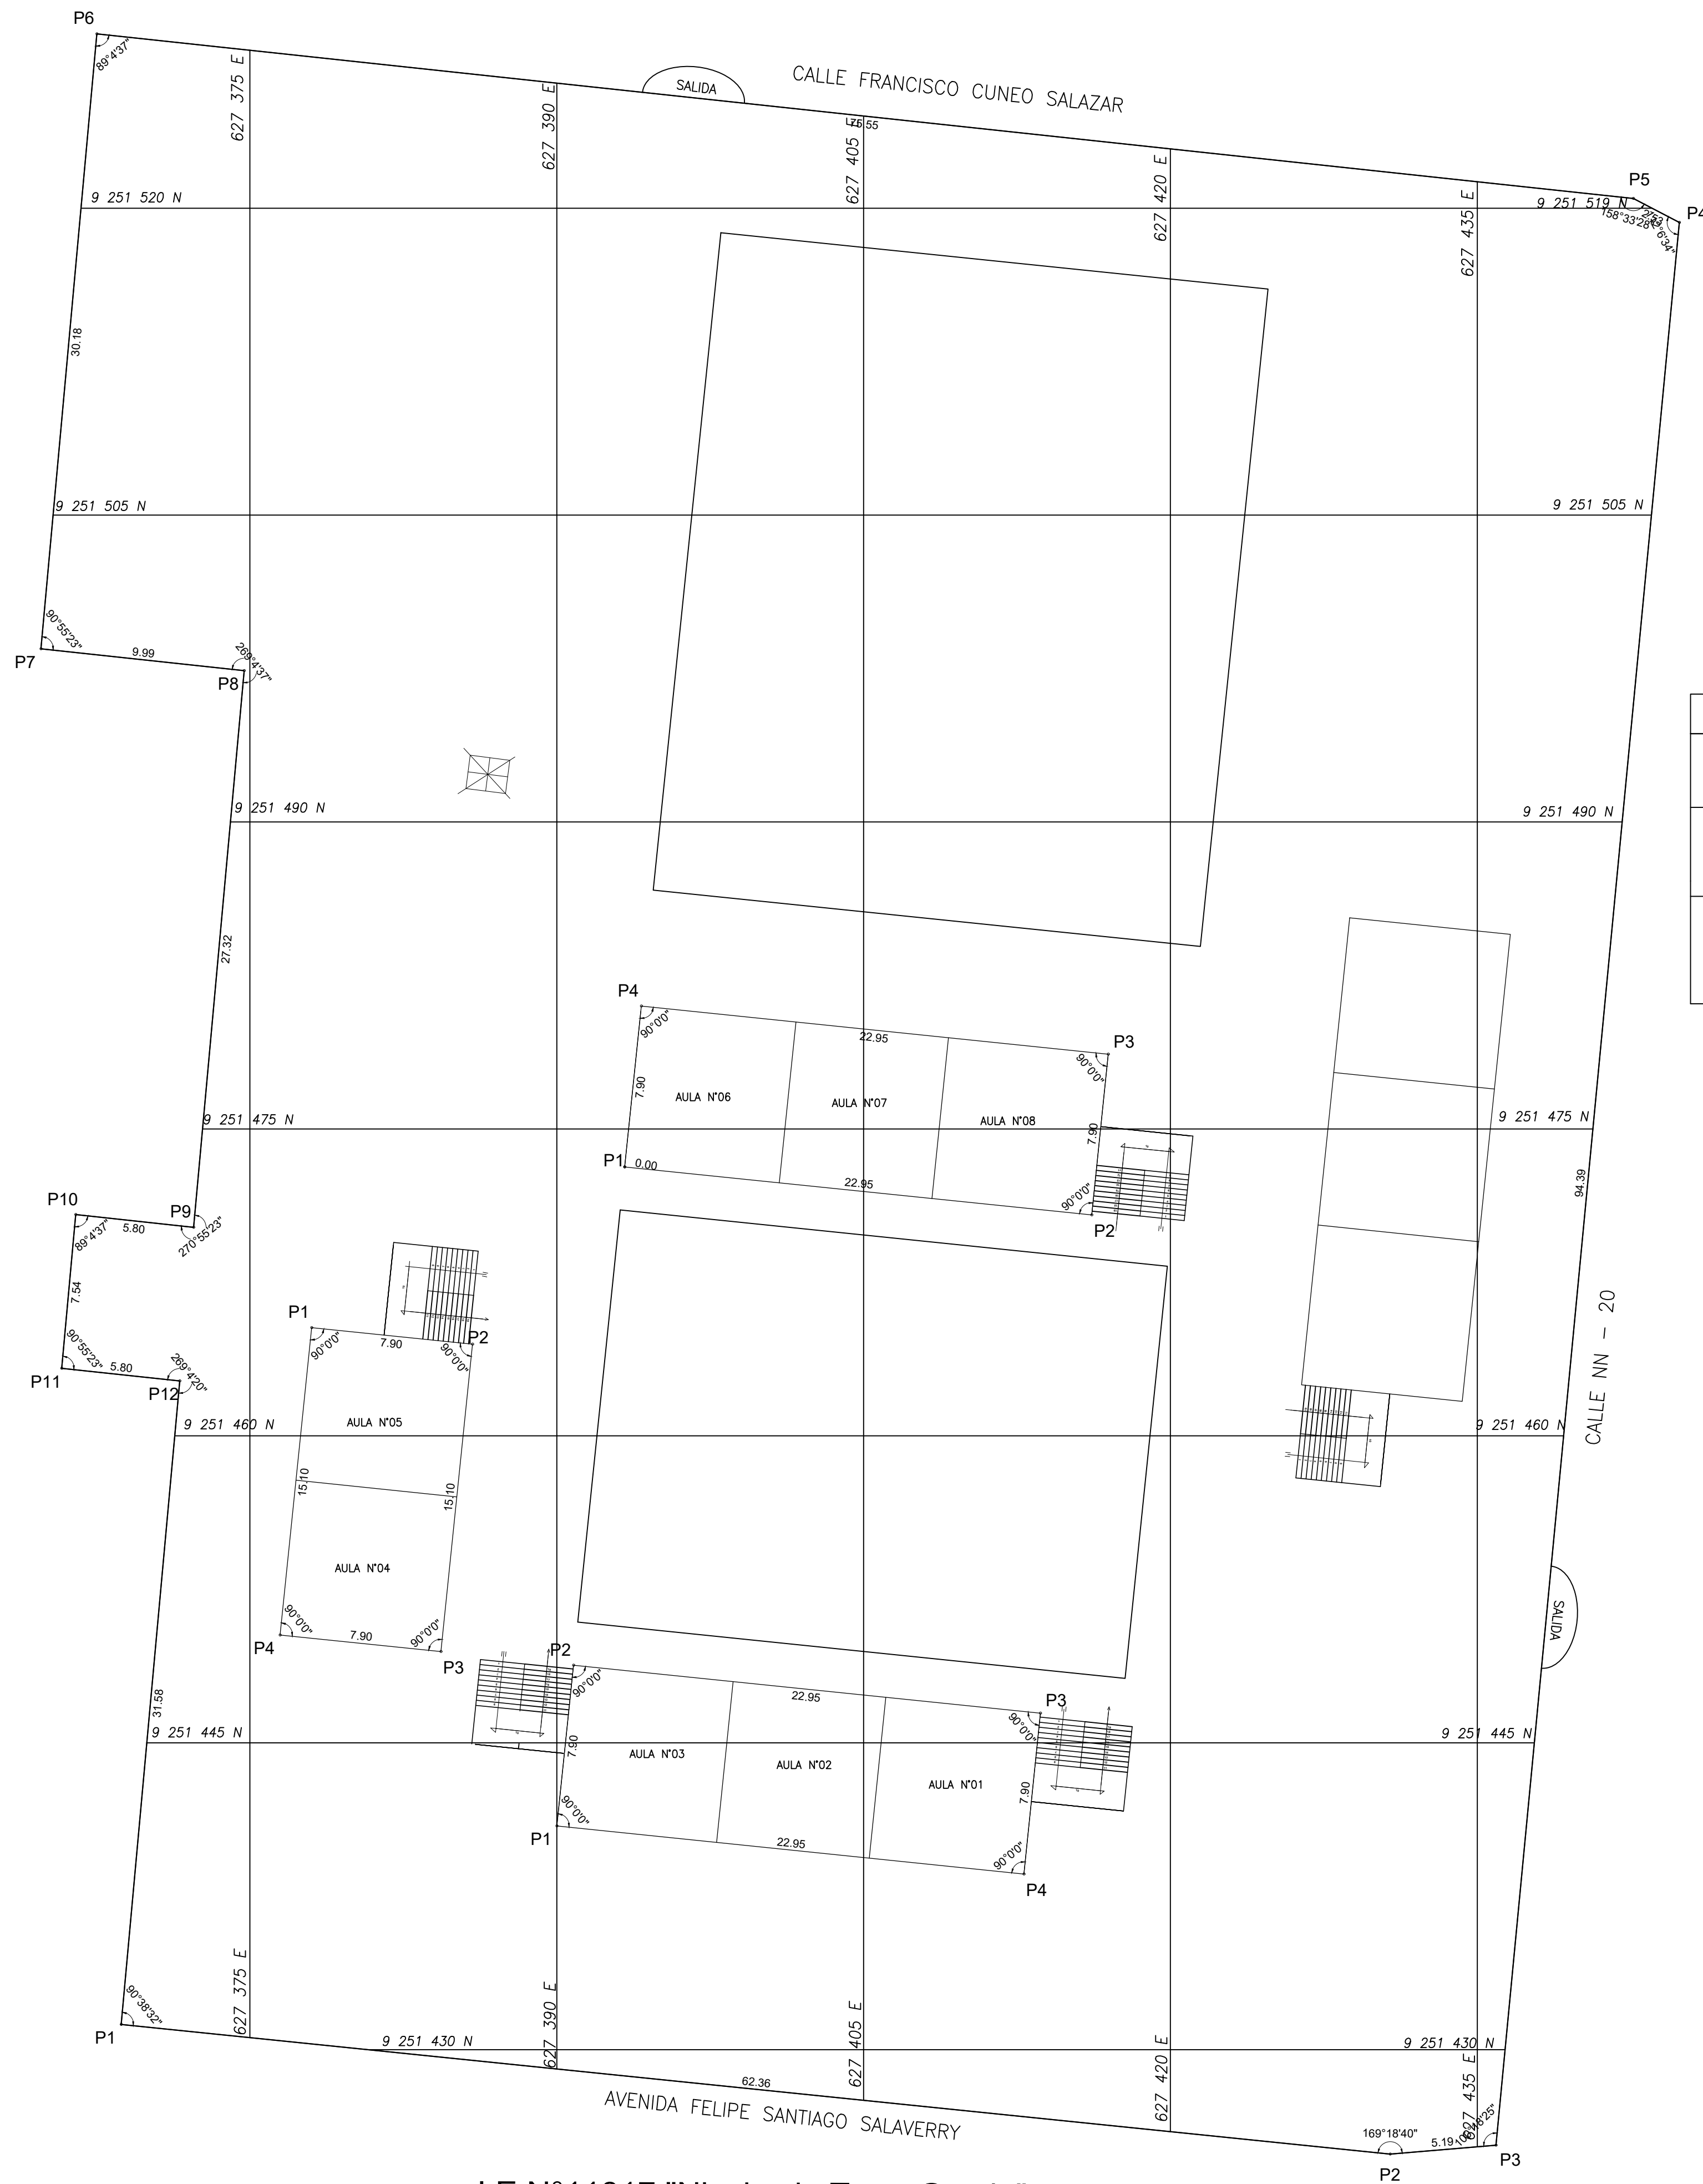 P6
89°4'37"
627 375 E
627 390 E
SALIDA
CALLE FRANCISCO CUNEO SALAZAR
75.55
627 405 E
627 420 E
627 435 E
P5
P4
9 251 520 N
9 251 519 N
158°33'28"
2.53
30.18
9 251 505 N
9 251 505 N
90°55'23"
P7
9.99
269°4'37"
P8
9 251 490 N
9 251 490 N
27.32
P4
90°0'0"
22.95
P3
90°0'0"
7.90
AULA N°06
AULA N°07
AULA N°08
9 251 475 N
9 251 475 N
7.90
P1
0.00
22.95
90°0'0"
P2
94.39
P10
P9
89°4'37"
5.80
270°55'23"
7.54
CALLE NN - 20
P1
90°0'0"
7.90
90°0'0"
P2
90°55'23"
5.80
269°4'20"
P11
P12
9 251 460 N
AULA N°05
9 251 460 N
15.10
15.10
AULA N°04
SALIDA
90°0'0"
7.90
90°0'0"
P4
P3
P2
90°0'0"
22.95
P3
90°0'0"
31.58
9 251 445 N
9 251 445 N
7.90
AULA N°03
AULA N°02
AULA N°01
7.90
90°0'0"
P1
22.95
90°0'0"
P4
90°38'32"
P1
627 375 E
627 390 E
627 405 E
627 420 E
627 435 E
9 251 430 N
9 251 430 N
62.36
AVENIDA FELIPE SANTIAGO SALAVERRY
169°18'40"
5.19
P2
P3